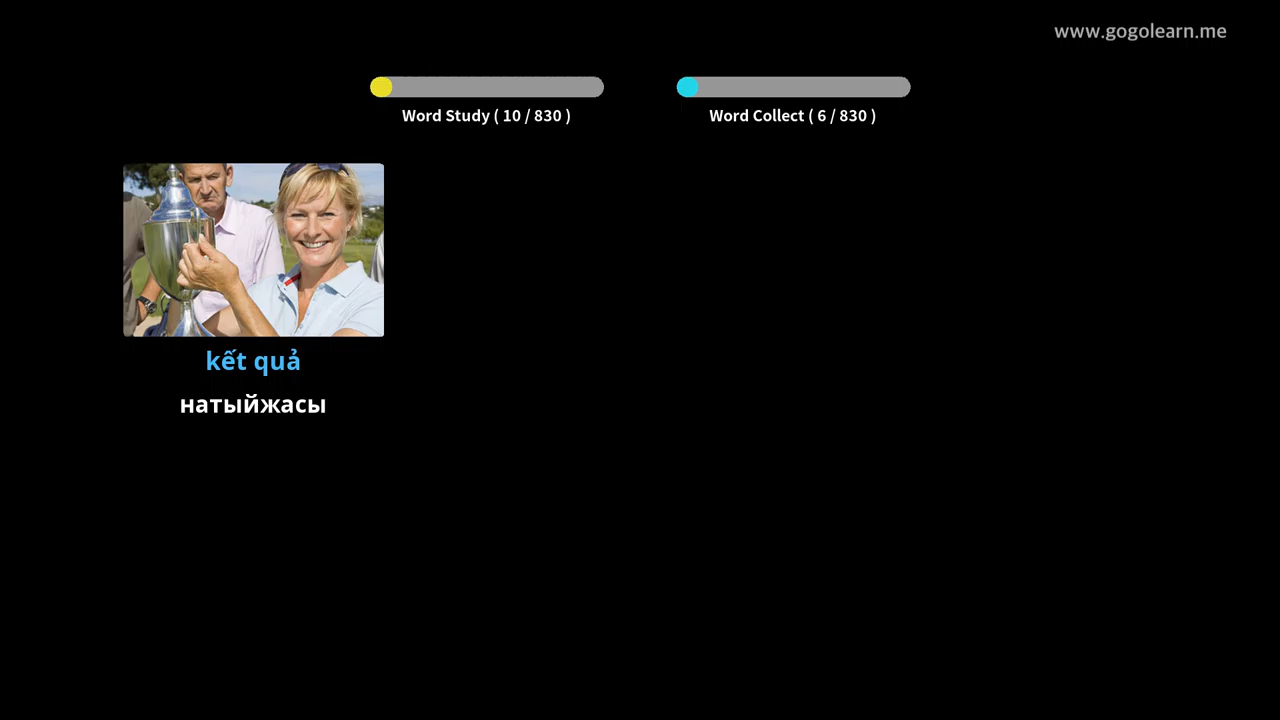 www.gogolearn.me
Word Study ( 10 / 830 )
Word Collect ( 6 / 830 )
kết quả
натыйжасы